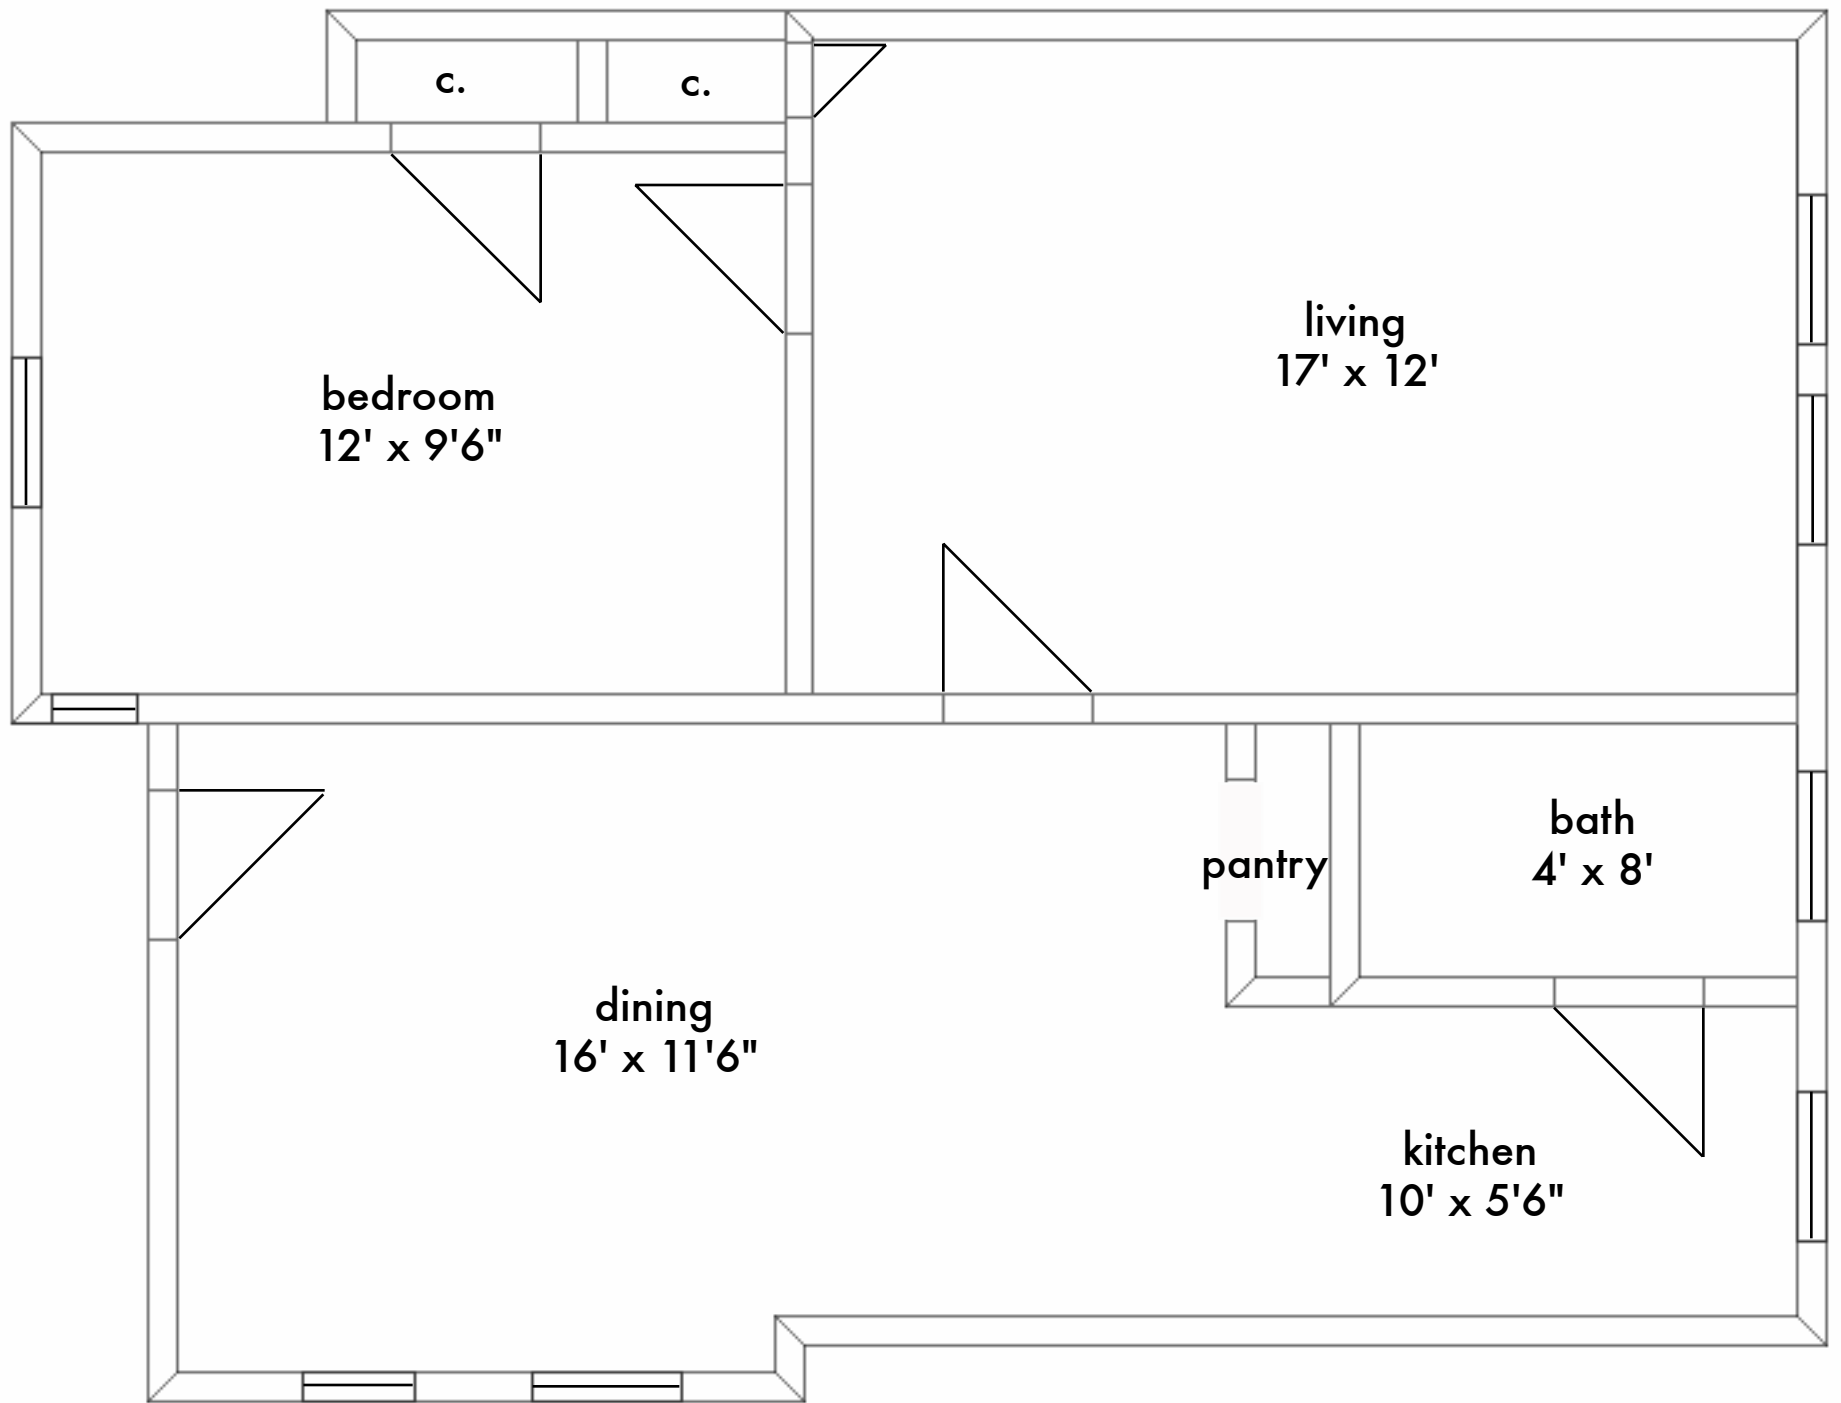 c.
c.
living
17' x 12'
bedroom
12' x 9'6"
bath
4' x 8'
pantry
dining
16' x 11'6"
kitchen
10' x 5'6"